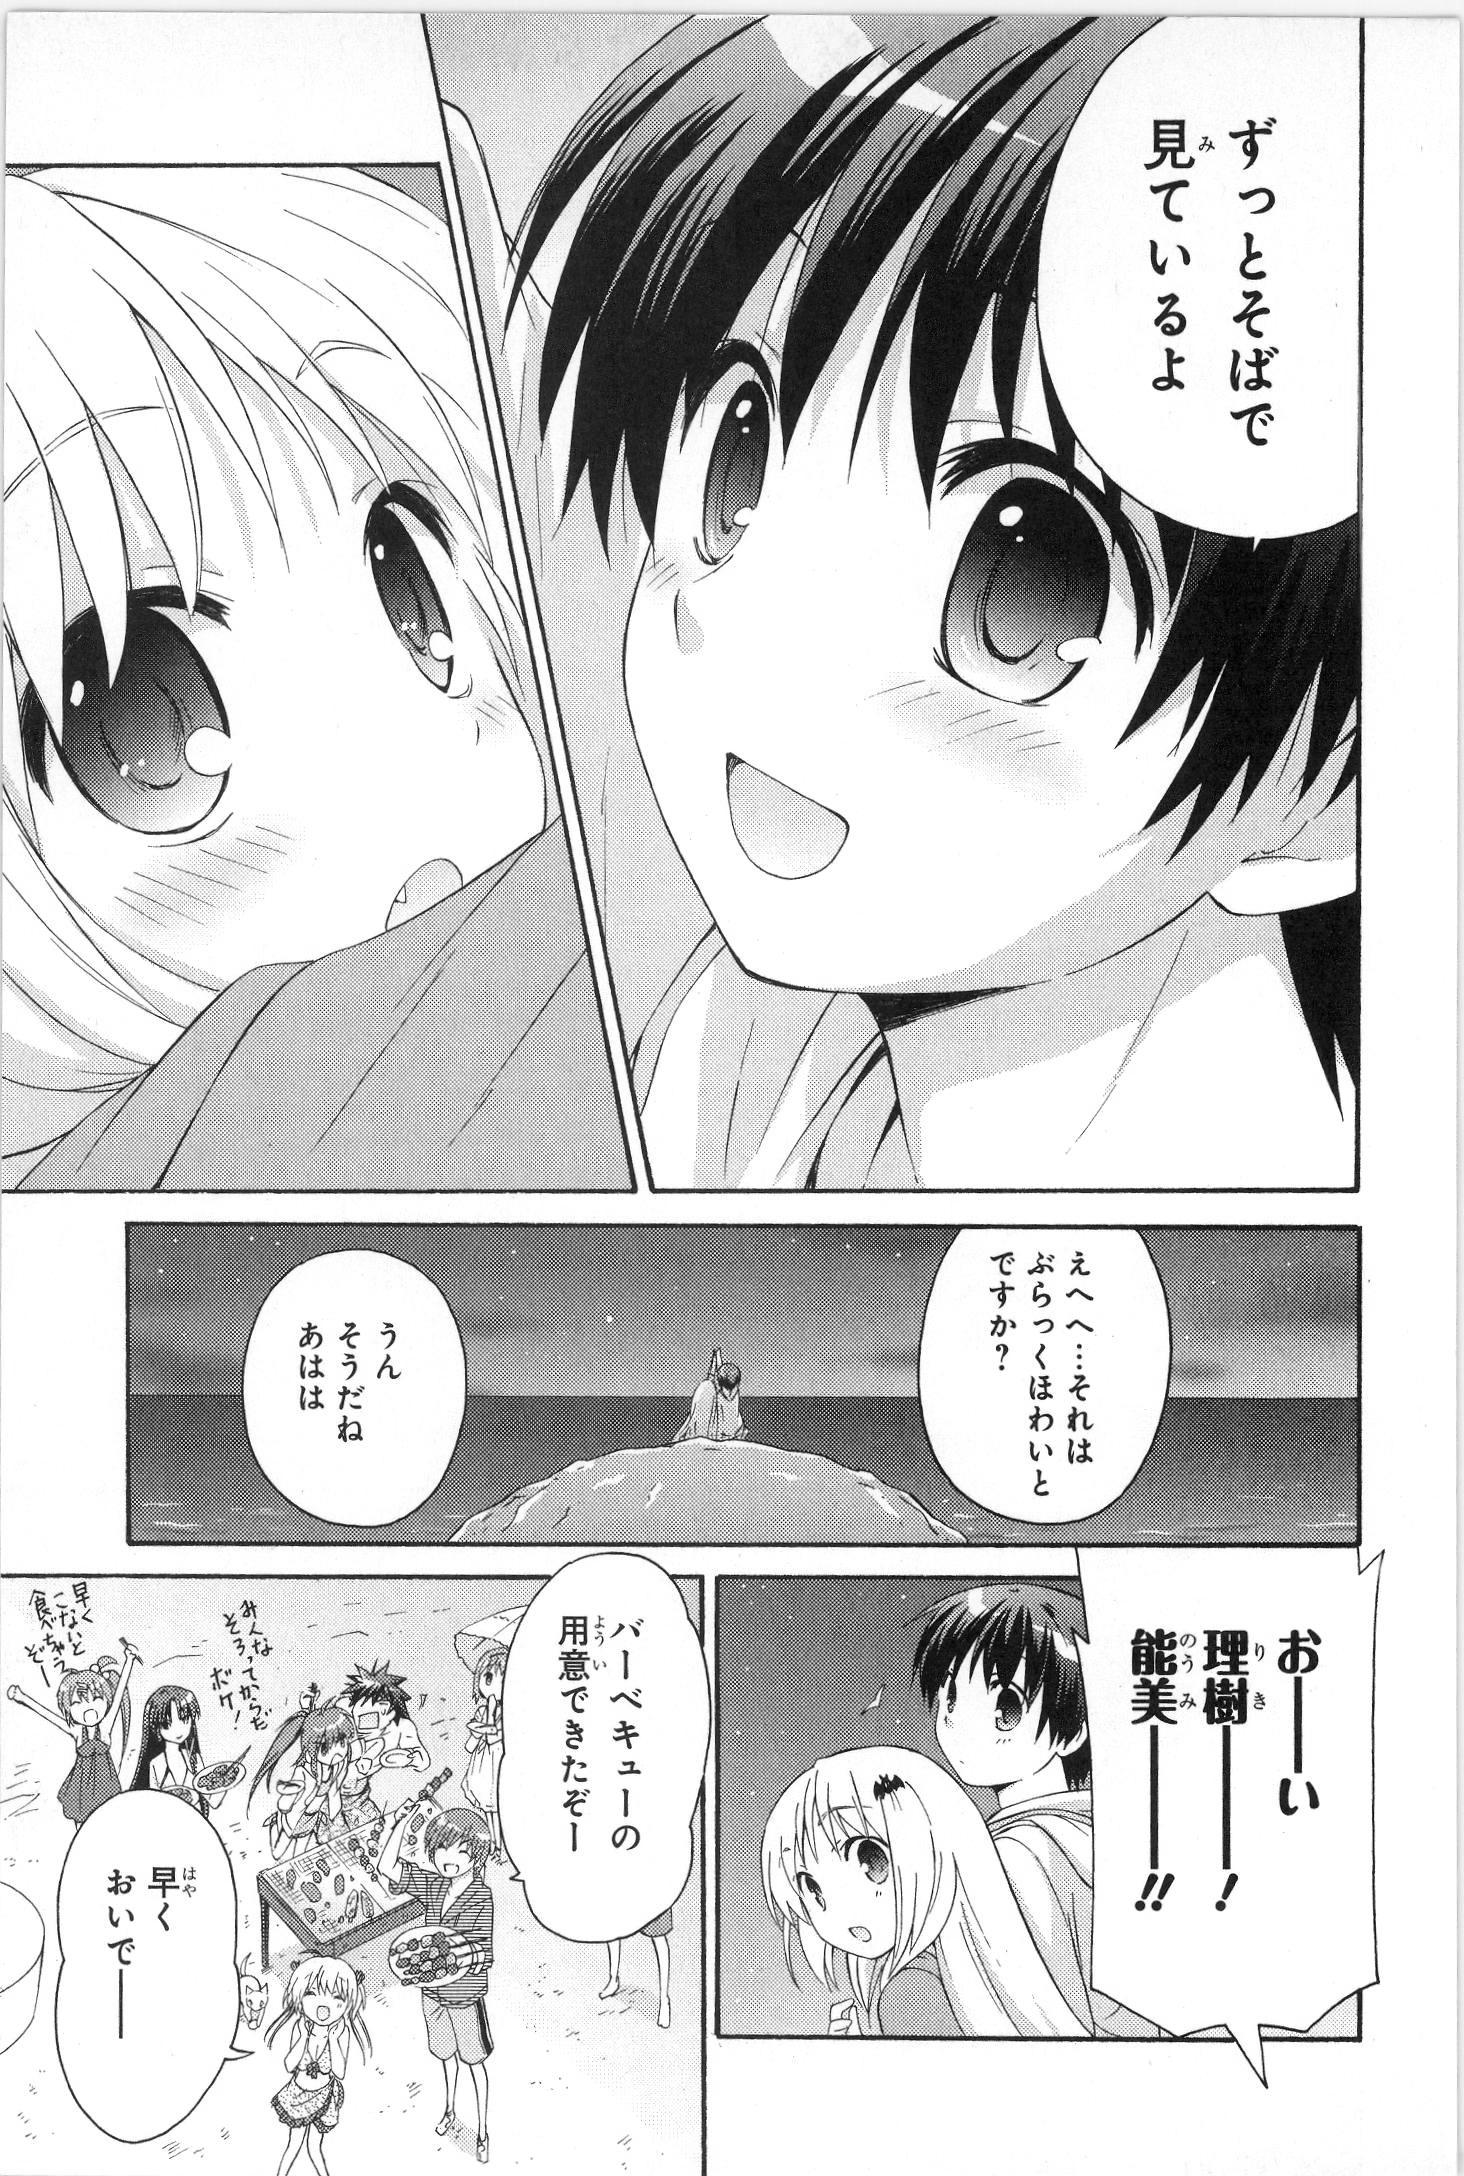 ずっとそばで
見ているよ
えへへ…それは
ぶらっくほわいと
ですか?
うん
そうだね
あはは
おーーい
理樹ーーー!
能美ーーー!!
バーベキューの
用意できたぞー
みんな
そろってからだ
ボケ!
早く
こないと
食べちゃう
ぞー
早く
おいでーー